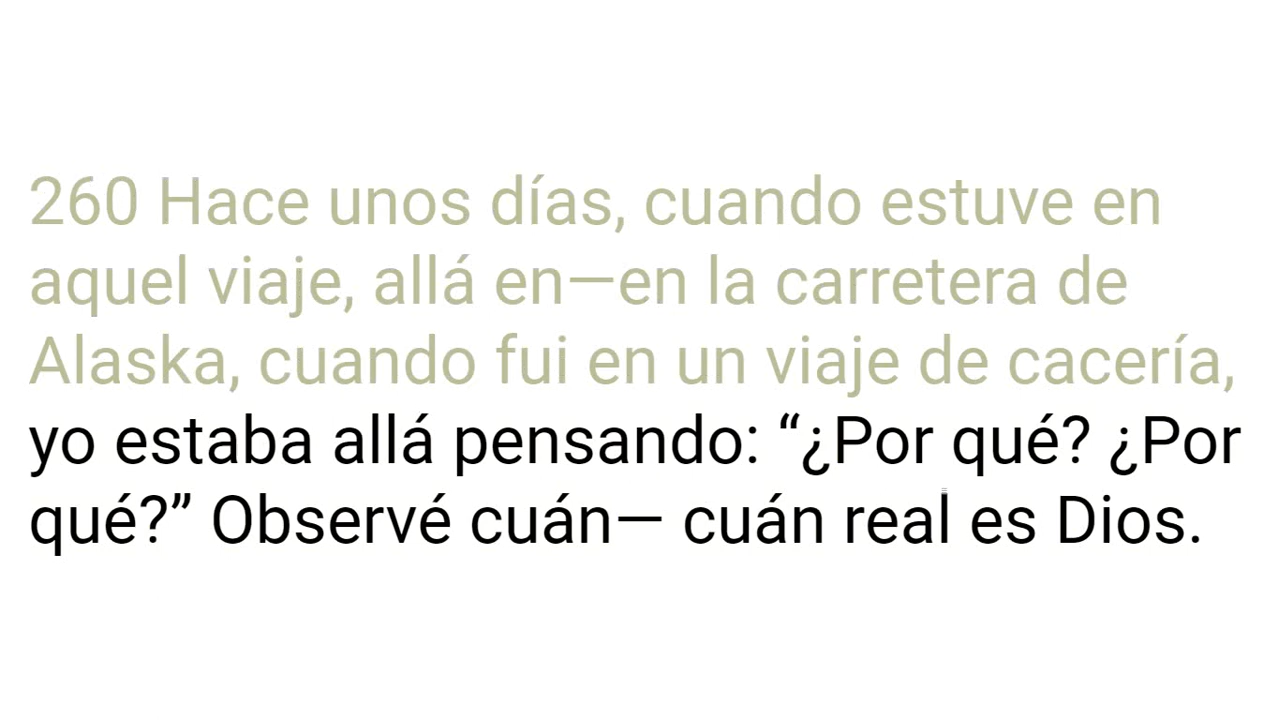 260 Hace unos días, cuando estuve en
aquel viaje, allá en—en la carretera de
Alaska, cuando fui en un viaje de cacería,
yo estaba allá pensando: “¿Por qué? ¿Por
qué?” Observé cuán— cuán real es Dios.